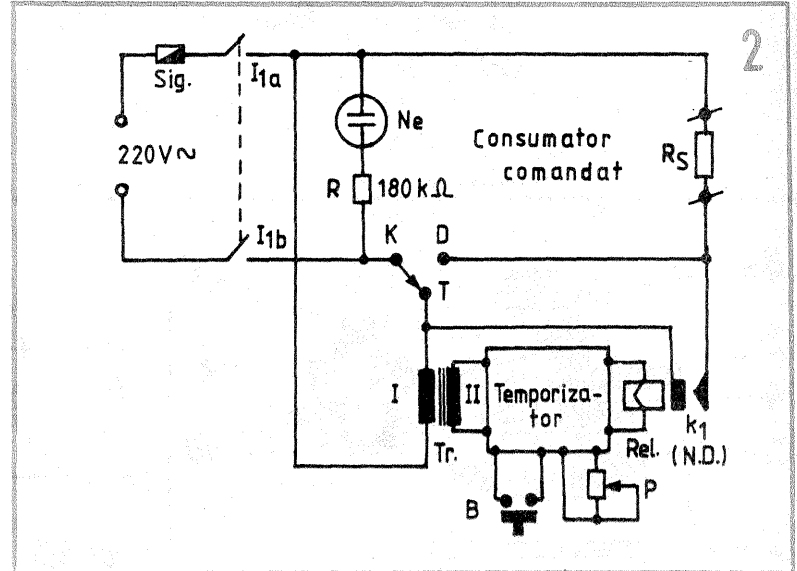 2
Sig.
I1a
220V~
I1b
Ne
R 180 kΩ
Consumator
comandat
RS
K
D
T
I
II
Tr.
Temporiza-
tor
Rel.
k1
(N.D.)
B
P